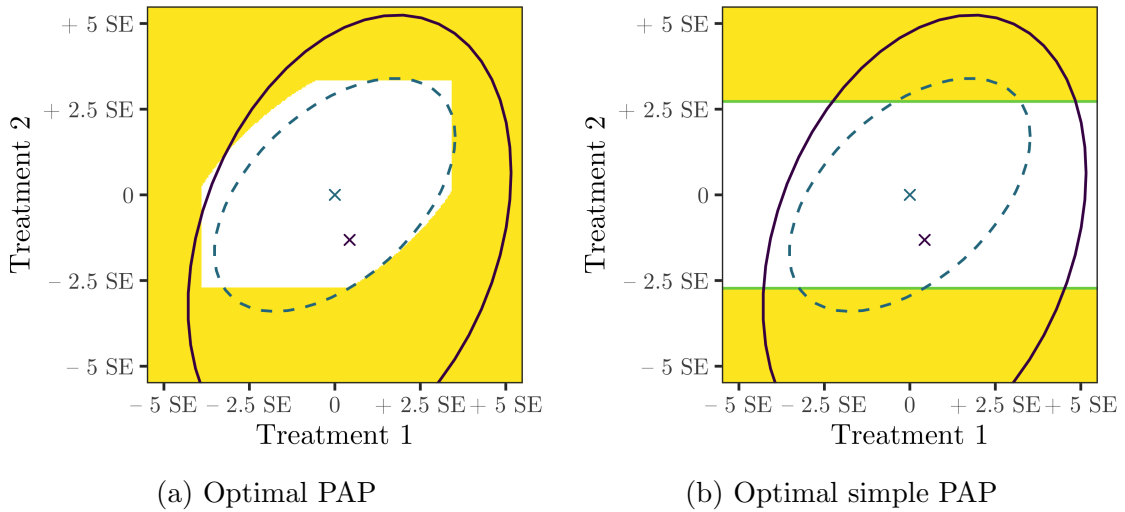 + 5 SE
+ 2.5 SE
0
− 2.5 SE
− 5 SE
Treatment 2
− 5 SE − 2.5 SE 0 + 2.5 SE + 5 SE
Treatment 1
(a) Optimal PAP
+ 5 SE
+ 2.5 SE
0
− 2.5 SE
− 5 SE
Treatment 2
− 5 SE − 2.5 SE 0 + 2.5 SE + 5 SE
Treatment 1
(b) Optimal simple PAP